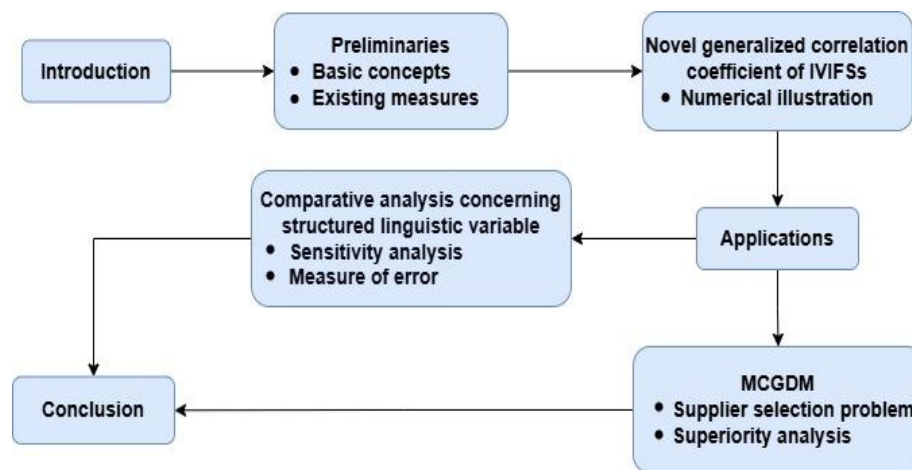 Introduction
Preliminaries
• Basic concepts
• Existing measures
Novel generalized correlation
coefficient of IVIFSs
• Numerical illustration
Comparative analysis concerning
structured linguistic variable
• Sensitivity analysis
• Measure of error
Applications
Conclusion
MCGDM
• Supplier selection problem
• Superiority analysis